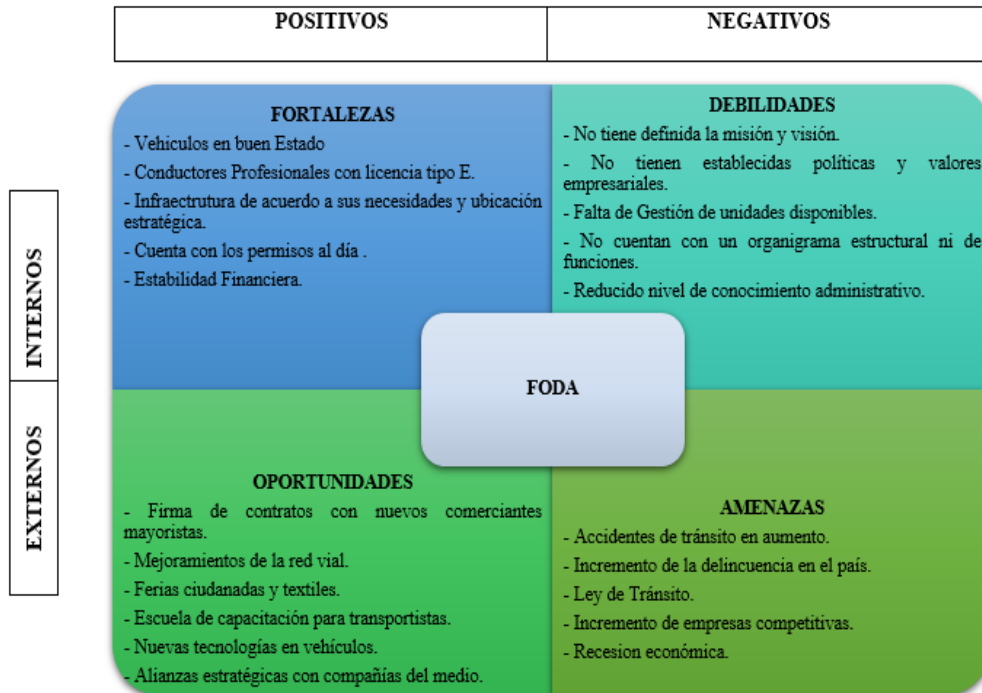 POSITIVOS
NEGATIVOS
INTERNOS
EXTERNOS
FORTALEZAS
- Vehiculos en buen Estado
- Conductores Profesionales con licencia tipo E.
- Infraectrutura de acuerdo a sus necesidades y ubicación
estratégica.
- Cuenta con los permisos al día .
- Estabilidad Financiera.
DEBILIDADES
- No tiene definida la misión y visión.
- No tienen establecidas políticas y valores
empresariales.
- Falta de Gestión de unidades disponibles.
- No cuentan con un organigrama estructural ni de
funciones.
- Reducido nivel de conocimiento administrativo.
FODA
OPORTUNIDADES
- Firma de contratos con nuevos comerciantes
mayoristas.
- Mejoramientos de la red vial.
- Ferias ciudanadas y textiles.
- Escuela de capacitación para transportistas.
- Nuevas tecnologías en vehículos.
- Alianzas estratégicas con compañías del medio.
AMENAZAS
- Accidentes de tránsito en aumento.
- Incremento de la delincuencia en el país.
- Ley de Tránsito.
- Incremento de empresas competitivas.
- Recesion económica.